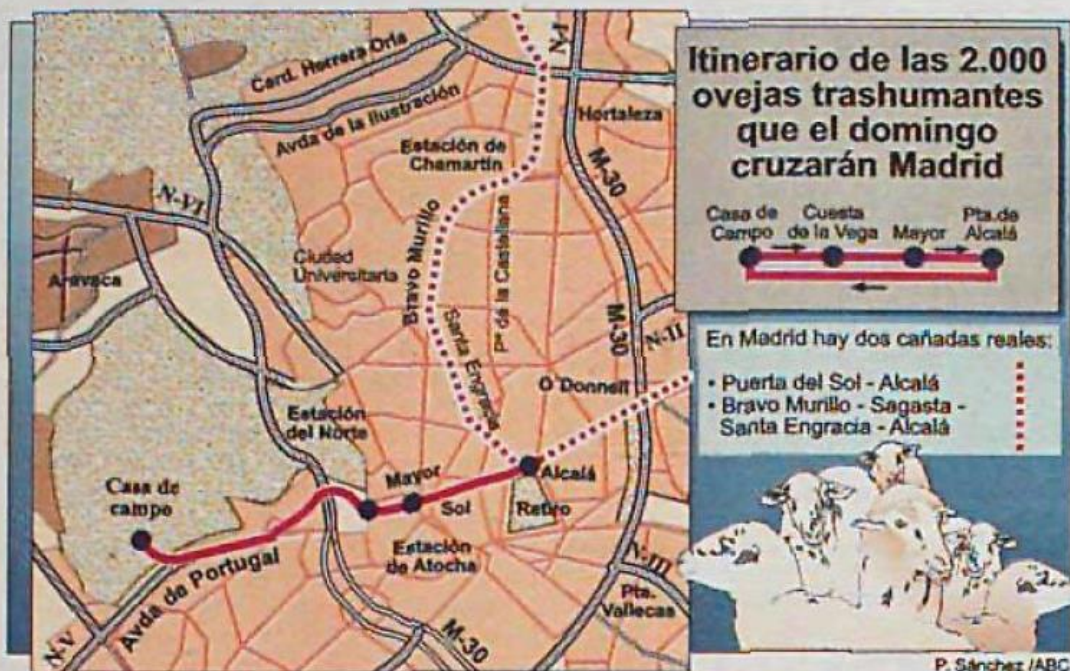 Itinerario de las 2.000
ovejas trashumantes
que el domingo
cruzarán Madrid
Casa de
Campo
Cuesta
de la Vega
Mayor
Pta. de
Alcalá
En Madrid hay dos cañadas reales:
• Puerta del Sol - Alcalá
• Bravo Murillo - Sagasta -
Santa Engracia - Alcalá
Card. Herrera Oria
Avda de la Ilustración
N-I
Hortaleza
Estación de
Chamartín
M-30
N-VI
Aravaca
Ciudad
Universitaria
Bravo Murillo
Pº de la Castellana
Santa Engracia
M-30
N-II
O'Donnell
Estación
del Norte
Casa de
campo
Mayor
Sol
Alcalá
Retiro
Avda de Portugal
Estación
de Atocha
N-III
Pta.
Vallecas
N-V
M-30
P. Sánchez /ABC